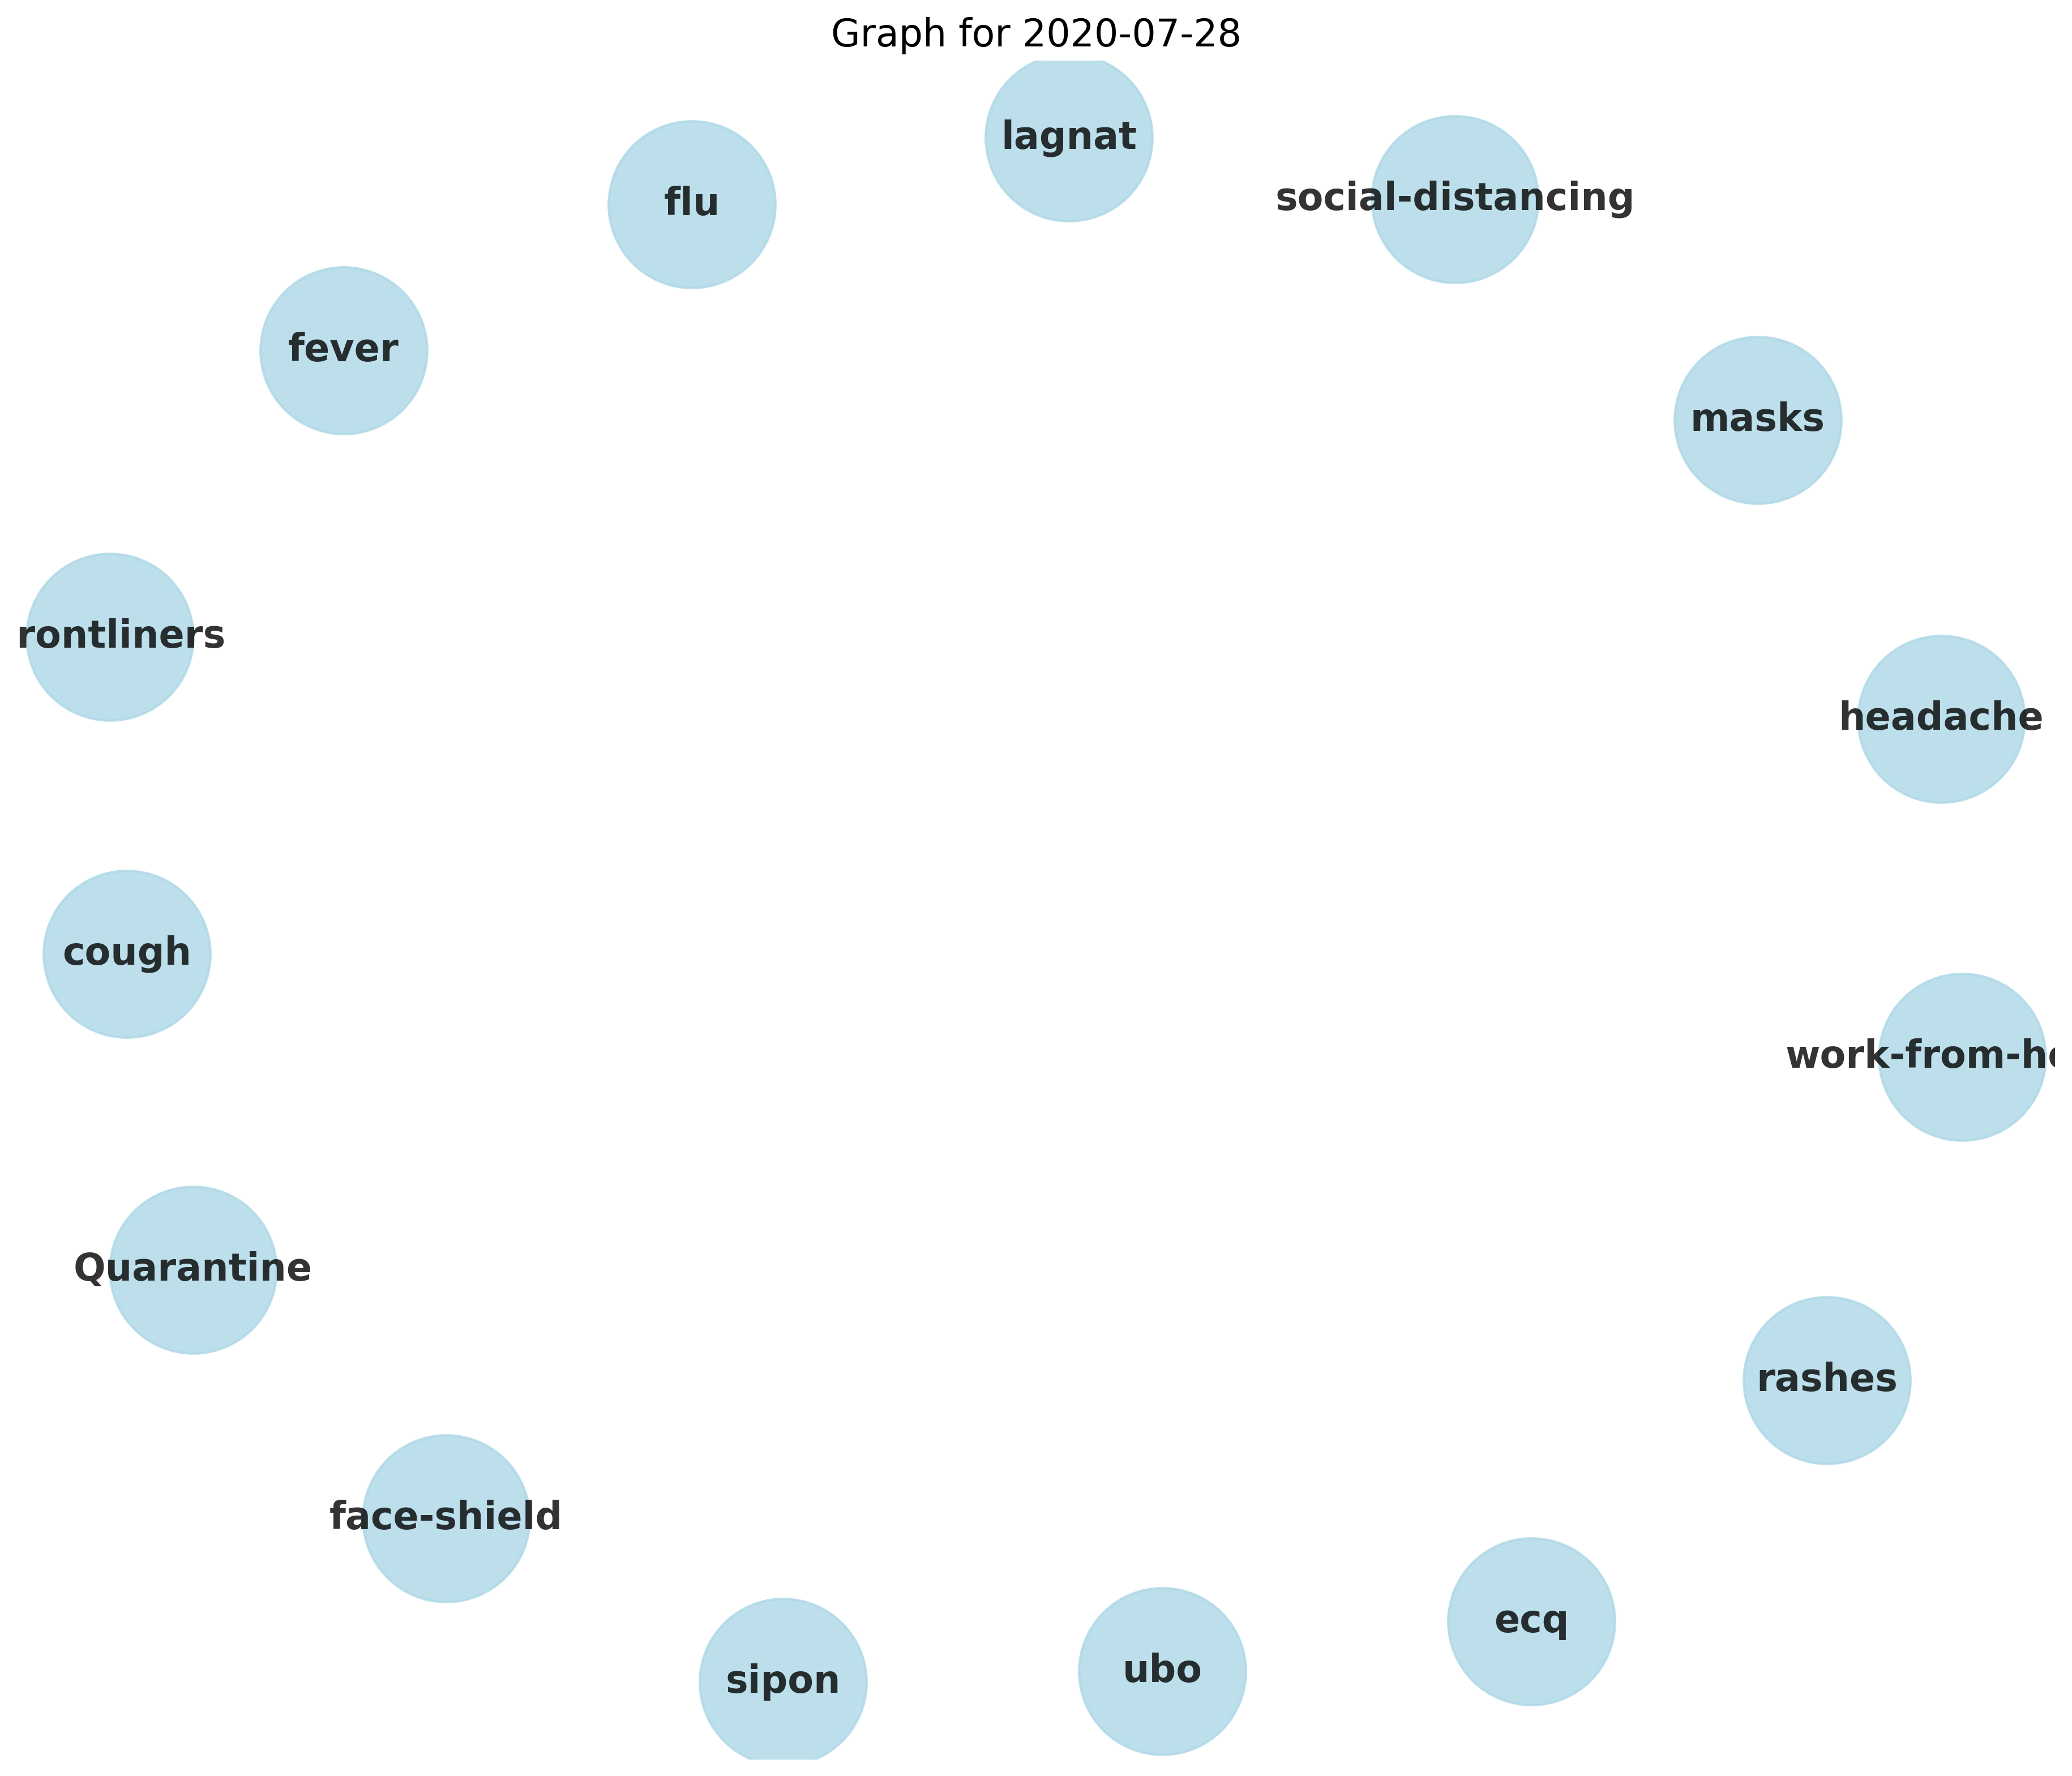 Graph for 2020-07-28
lagnat
social-distancing
flu
fever
masks
rontliners
headache
cough
work-from-h
Quarantine
rashes
face-shield
ecq
ubo
sipon